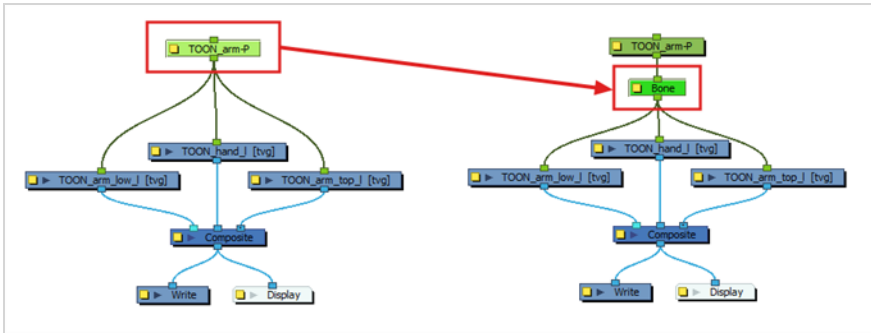 TOON_arm-P
TOON_hand_l [tvg]
TOON_arm_low_l [tvg]
TOON_arm_top_l [tvg]
Composite
Write
Display
TOON_arm-P
Bone
TOON_hand_l [tvg]
TOON_arm_low_l [tvg]
TOON_arm_top_l [tvg]
Composite
Write
Display